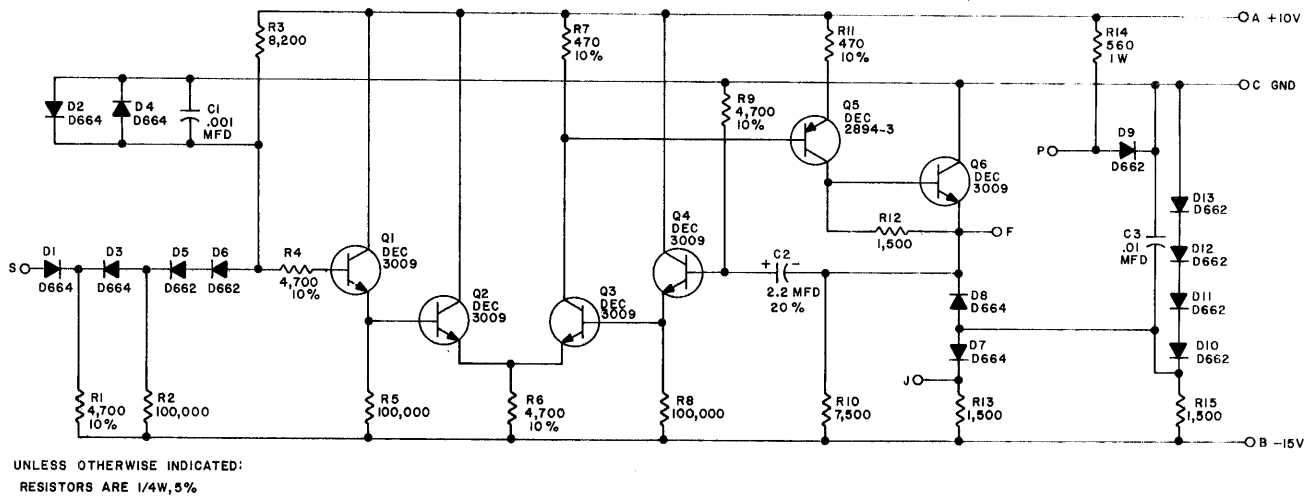 A +10V
R3
8,200
R7
470
10%
R11
470
10%
R14
560
1W
C GND
D2
D664
D4
D664
C1
.001
MFD
R9
4,700
10%
Q5
DEC
2894-3
P
D9
D662
Q6
DEC
3009
D13
D662
Q1
DEC
3009
Q4
DEC
3009
R12
1,500
F
C3
.01
MFD
D12
D662
S
D1
D664
D3
D664
D5
D662
D6
D662
R4
4,700
10%
C2
+ -
2.2 MFD
20%
Q2
DEC
3009
Q3
DEC
3009
D8
D664
D11
D662
D7
D664
D10
D662
J
R1
4,700
10%
R2
100,000
R5
100,000
R6
4,700
10%
R8
100,000
R10
7,500
R13
1,500
R15
1,500
B -15V
UNLESS OTHERWISE INDICATED:
RESISTORS ARE 1/4W,5%